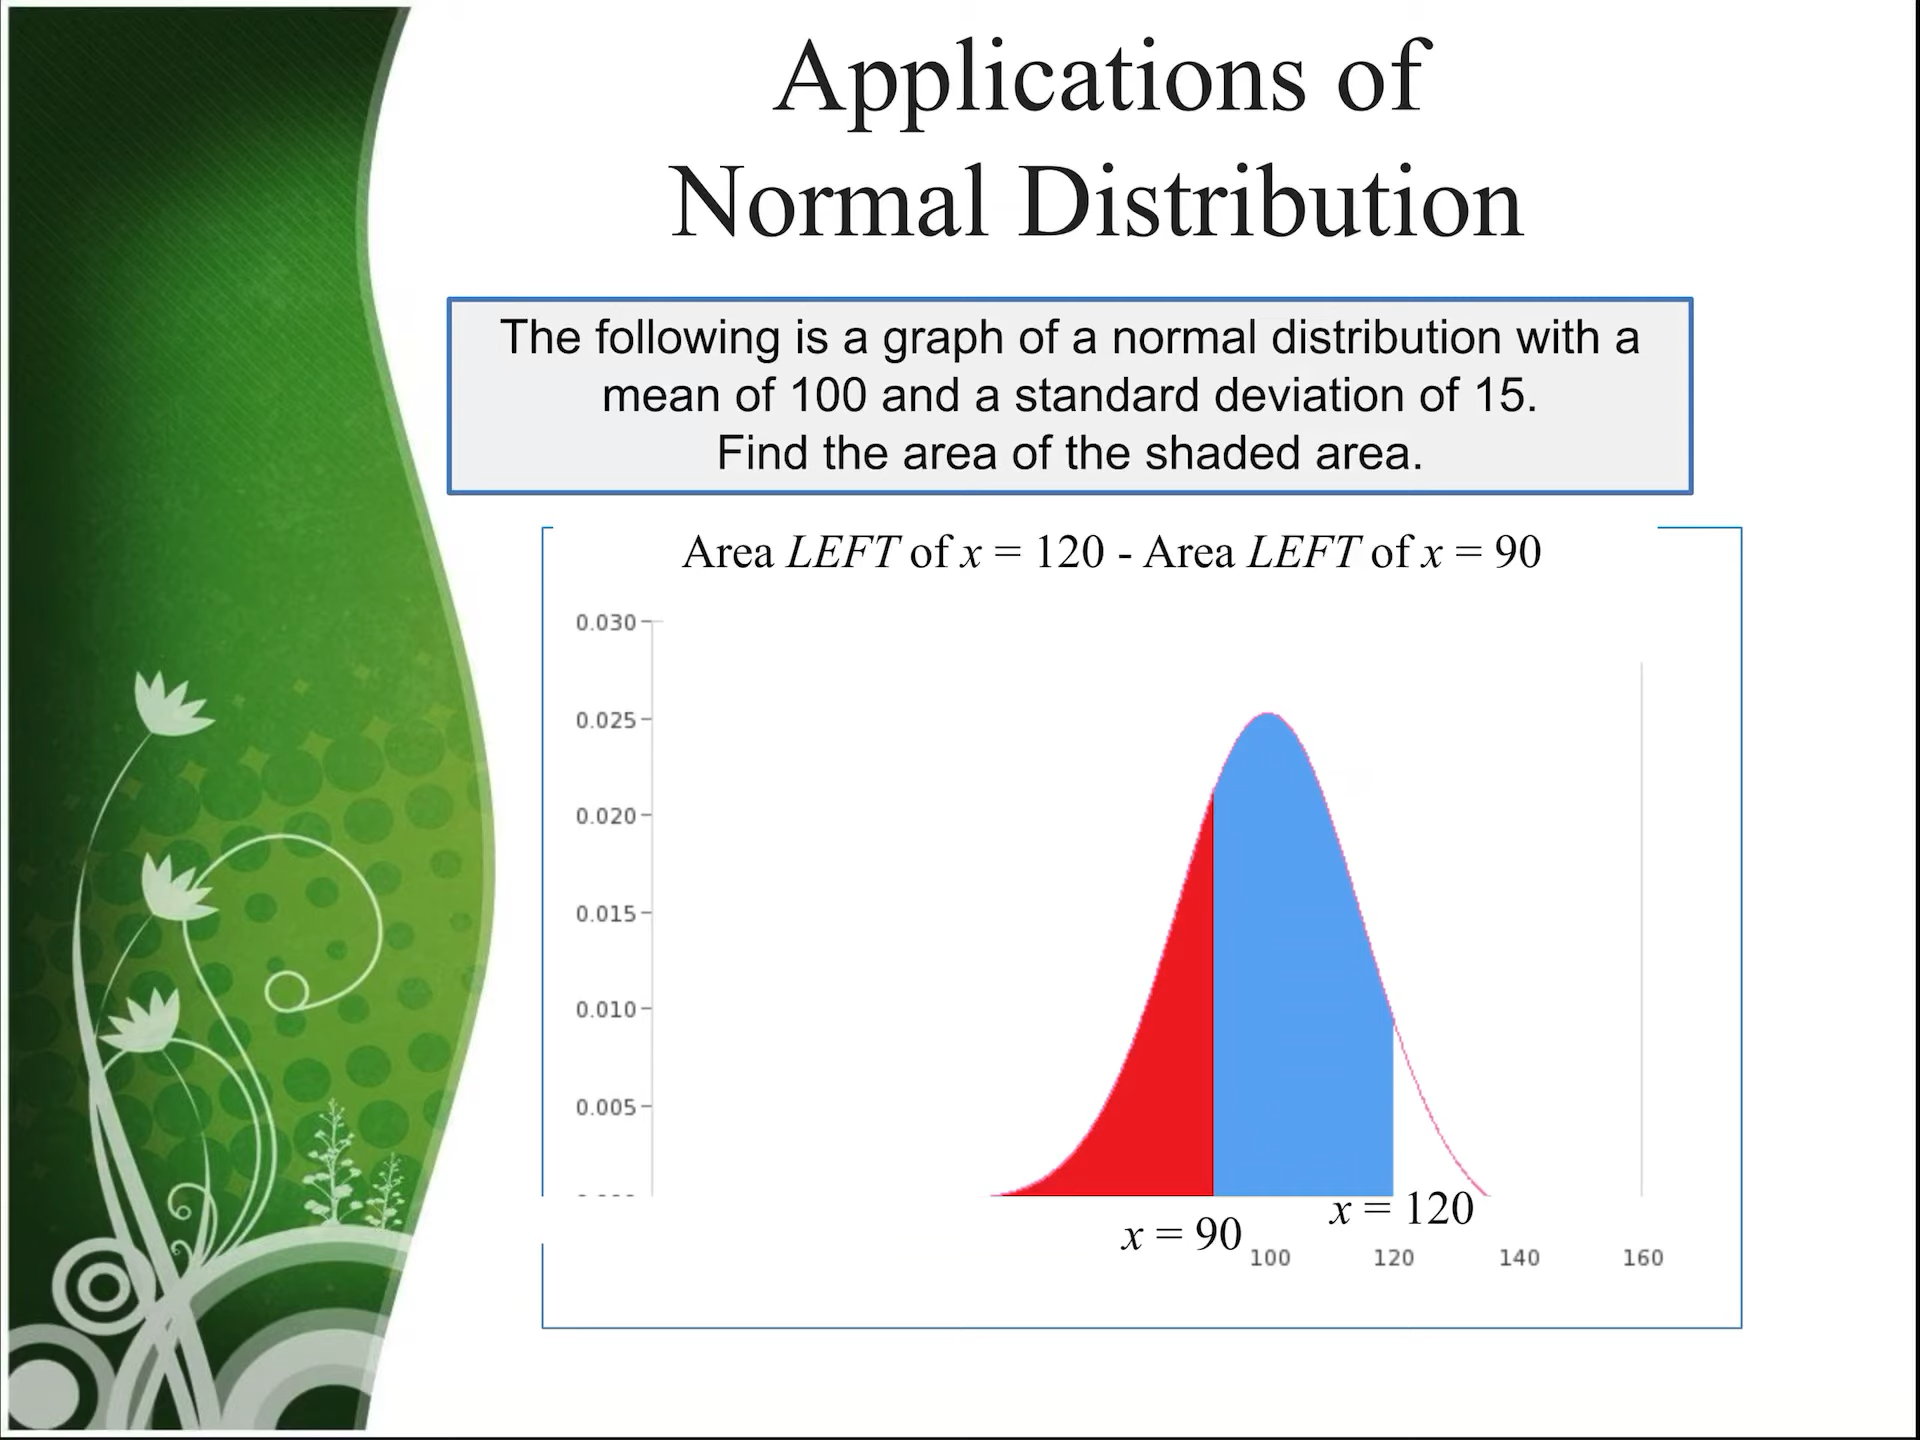 Applications of
Normal Distribution
The following is a graph of a normal distribution with a
mean of 100 and a standard deviation of 15.
Find the area of the shaded area.
Area LEFT of x = 120 - Area LEFT of x = 90
0.030
0.025
0.020
0.015
0.010
0.005
x = 90
x = 120
100 120 140 160